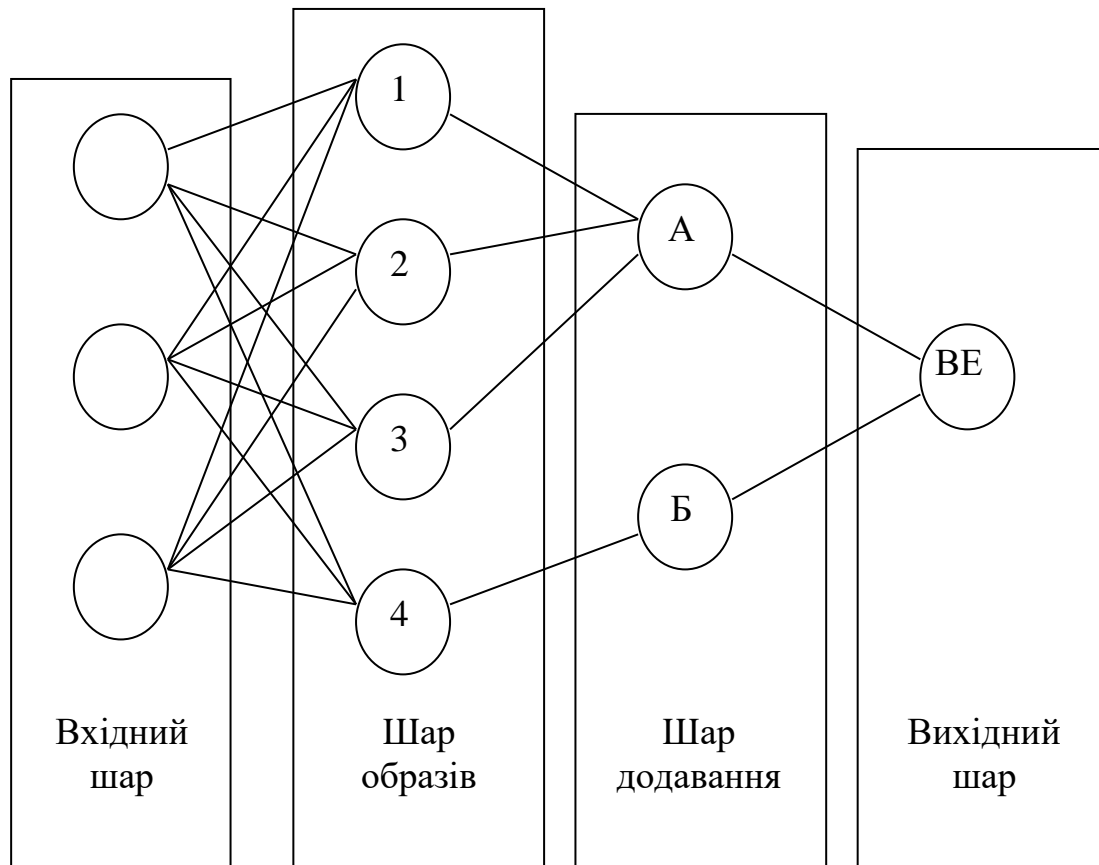 1
2
3
4
А
Б
ВЕ
Вхідний
шар
Шар
образів
Шар
додавання
Вихідний
шар